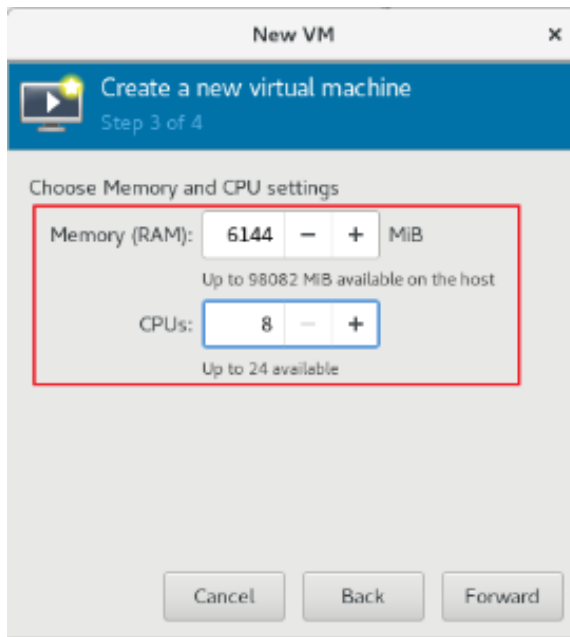 New VM ×
Create a new virtual machine
Step 3 of 4
Choose Memory and CPU settings
Memory (RAM): 6144 − + MiB
Up to 98082 MiB available on the host
CPUs: 8 − +
Up to 24 available
Cancel Back Forward